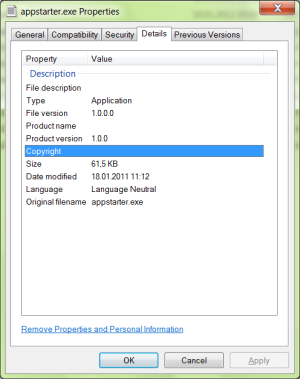 appstarter.exe Properties
General Compatibility Security Details Previous Versions
Property Value
Description
File description
Type Application
File version 1.0.0.0
Product name
Product version 1.0.0
Copyright
Size 61,5 KB
Date modified 18.01.2011 11:12
Language Language Neutral
Original filename appstarter.exe
Remove Properties and Personal Information
OK Cancel Apply